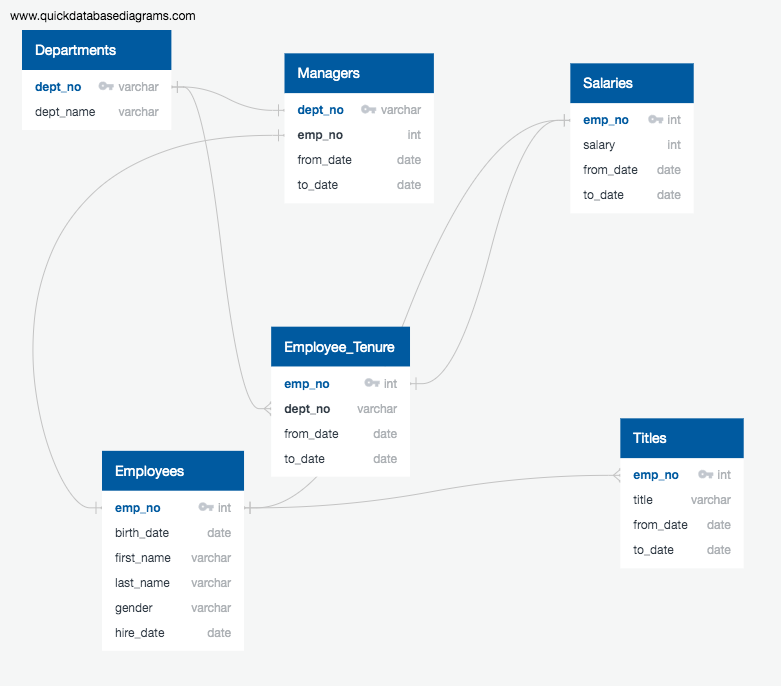 www.quickdatabasediagrams.com
Departments
dept_no varchar
dept_name varchar
Managers
dept_no varchar
emp_no int
from_date date
to_date date
Salaries
emp_no int
salary int
from_date date
to_date date
Employee_Tenure
emp_no int
dept_no varchar
from_date date
to_date date
Employees
emp_no int
birth_date date
first_name varchar
last_name varchar
gender varchar
hire_date date
Titles
emp_no int
title varchar
from_date date
to_date date